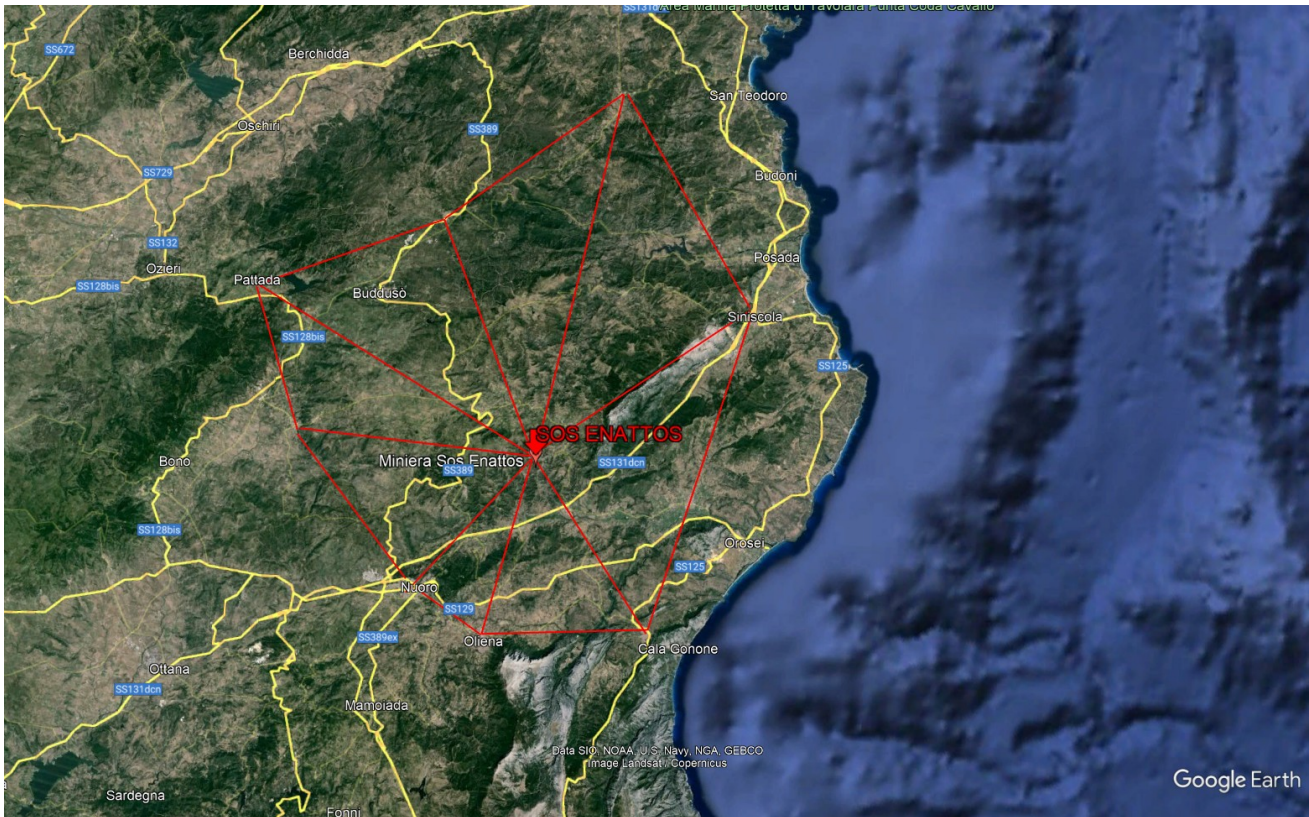 Area Marina Protetta di Tavolara Punta Coda Cavallo
SS672
Berchidda
San Teodoro
Oschiri
SS389
SS729
Budoni
SS132
Ozieri
Posada
Pattada
SS128bis
Buddusò
Siniscola
SS128bis
SS125
SOS ENATTOS
Miniera Sos Enattos
Bono
SS131dcn
SS389
SS128bis
Orosei
SS125
Nuoro
SS129
SS389ex
Oliena
Cala Gonone
Ottana
SS131dcn
Mamoiada
Data SIO, NOAA, U.S. Navy, NGA, GEBCO
Image Landsat / Copernicus
Google Earth
Sardegna
Fonni